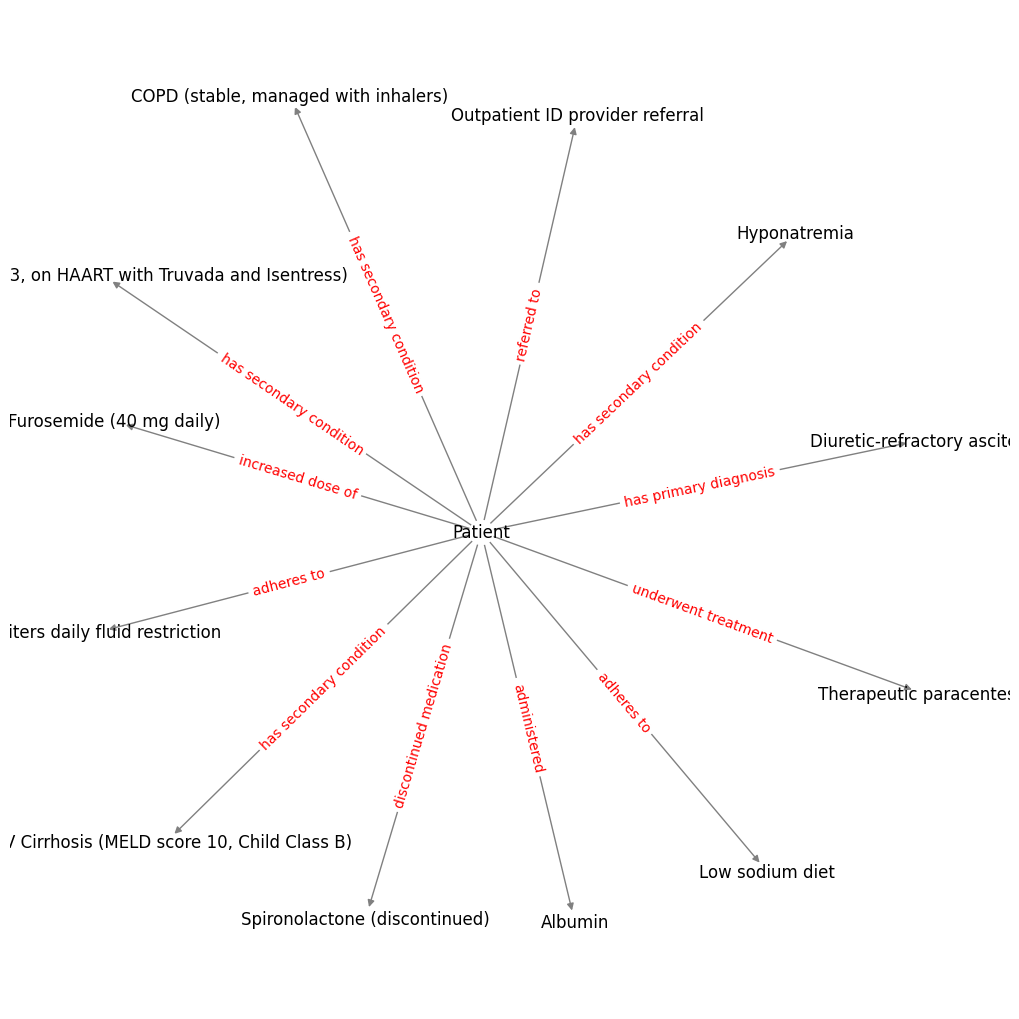 COPD (stable, managed with inhalers)
Outpatient ID provider referral
Hyponatremia
has secondary condition
3, on HAART with Truvada and Isentress)
referred to
has secondary condition
has secondary condition
Furosemide (40 mg daily)
Diuretic-refractory ascite
increased dose of
has primary diagnosis
Patient
adheres to
underwent treatment
iters daily fluid restriction
has secondary condition
Therapeutic paracentes
adheres to
discontinued medication
administered
/ Cirrhosis (MELD score 10, Child Class B)
Low sodium diet
Spironolactone (discontinued)
Albumin